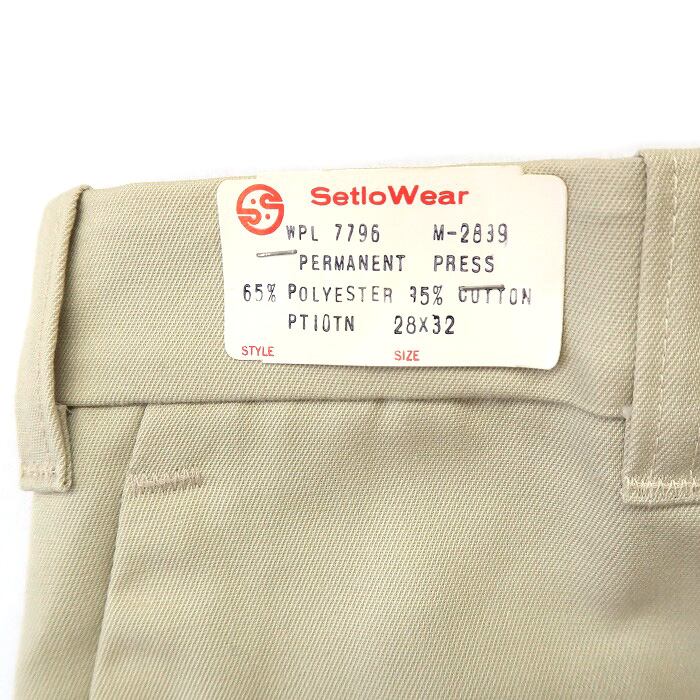 SetloWear
WPL 7796 M-2839
PERMANENT PRESS
65% POLYESTER 35% COTTON
PT10TN 28X32
STYLE SIZE